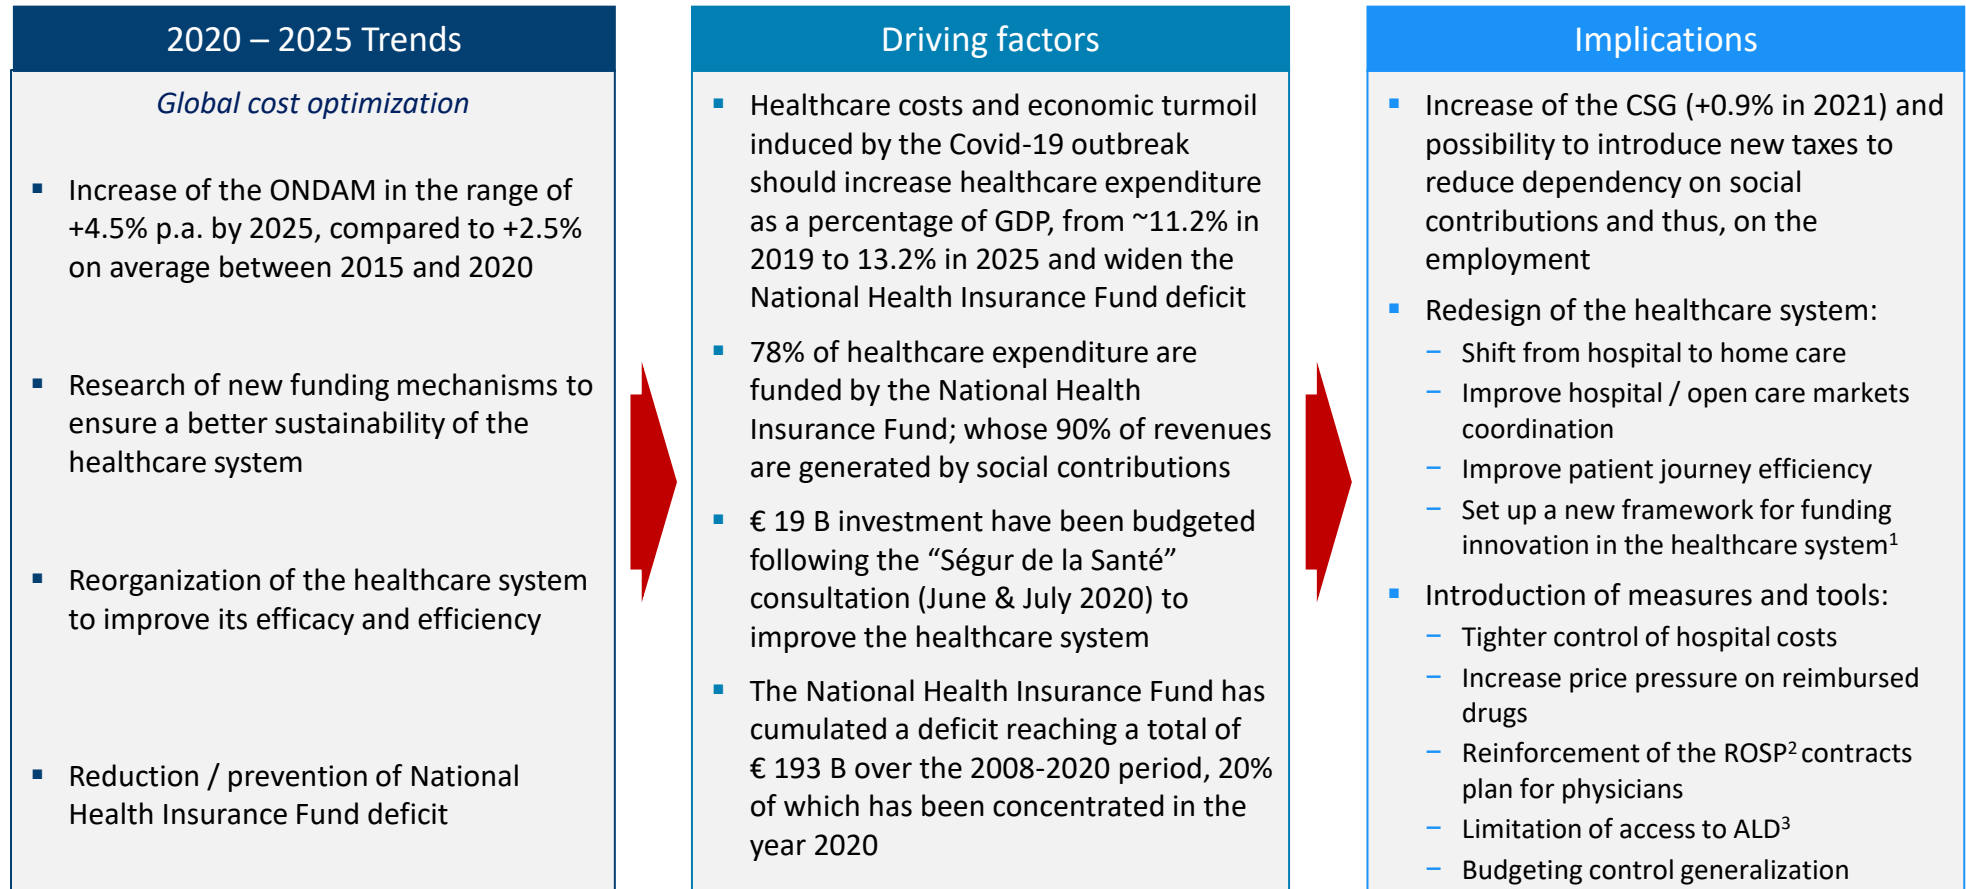 2020 – 2025 Trends
Global cost optimization
▪ Increase of the ONDAM in the range of
+4.5% p.a. by 2025, compared to +2.5%
on average between 2015 and 2020
▪ Research of new funding mechanisms to
ensure a better sustainability of the
healthcare system
▪ Reorganization of the healthcare system
to improve its efficacy and efficiency
▪ Reduction / prevention of National
Health Insurance Fund deficit
Driving factors
▪ Healthcare costs and economic turmoil
induced by the Covid-19 outbreak
should increase healthcare expenditure
as a percentage of GDP, from ~11.2% in
2019 to 13.2% in 2025 and widen the
National Health Insurance Fund deficit
▪ 78% of healthcare expenditure are
funded by the National Health
Insurance Fund; whose 90% of revenues
are generated by social contributions
▪ € 19 B investment have been budgeted
following the “Ségur de la Santé”
consultation (June & July 2020) to
improve the healthcare system
▪ The National Health Insurance Fund has
cumulated a deficit reaching a total of
€ 193 B over the 2008-2020 period, 20%
of which has been concentrated in the
year 2020
Implications
▪ Increase of the CSG (+0.9% in 2021) and
possibility to introduce new taxes to
reduce dependency on social
contributions and thus, on the
employment
▪ Redesign of the healthcare system:
− Shift from hospital to home care
− Improve hospital / open care markets
coordination
− Improve patient journey efficiency
− Set up a new framework for funding
innovation in the healthcare system¹
▪ Introduction of measures and tools:
− Tighter control of hospital costs
− Increase price pressure on reimbursed
drugs
− Reinforcement of the ROSP² contracts
plan for physicians
− Limitation of access to ALD³
− Budgeting control generalization